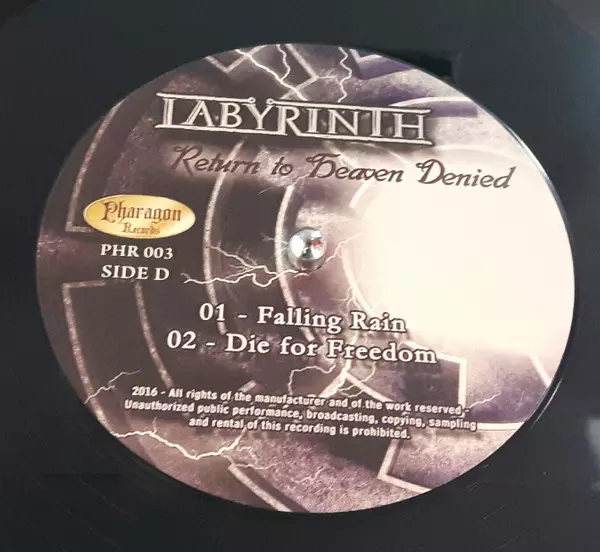 LABYRINTH
Return to Heaven Denied
Pharagon
Records
PHR 003
SIDE D
01 - Falling Rain
02 - Die for Freedom
2016 - All rights of the manufacturer and of the work reserved -
Unauthorized public performance, broadcasting, copying, sampling
and rental of this recording is prohibited.